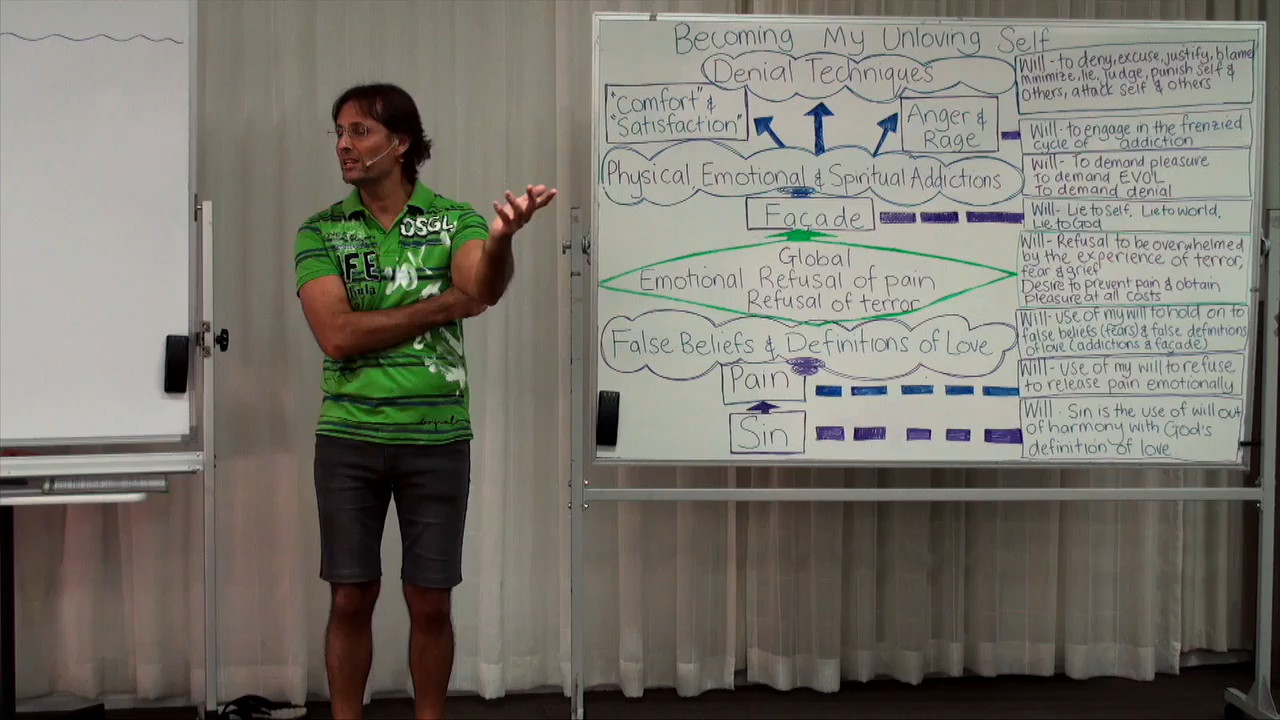 Becoming My Unloving Self
Denial Techniques
"Comfort" &
"Satisfaction"
Anger &
Rage
Physical Emotional & Spiritual Addictions
Façade
Global
Emotional Refusal of pain
Refusal of terror
False Beliefs & Definitions of Love
Pain
Sin
Will - to deny, excuse, justify, blame
minimize, lie, judge, punish self &
others, attack self & others
Will - to engage in the frenzied
cycle of addiction
Will - To demand pleasure
To demand EVOL
To demand denial
Will - Lie to Self, Lie to world,
Lie to God
Will - Refusal to be overwhelmed
by the experience of terror,
fear & grief
Desire to prevent pain & obtain
pleasure at all costs
Will - use of my will to hold on to
false beliefs (fears) & false definitions
of love (addictions & façade)
Will - use of my will to refuse
to release pain emotionally
Will - Sin is the use of will out
of harmony with God's
definition of love
DSGL